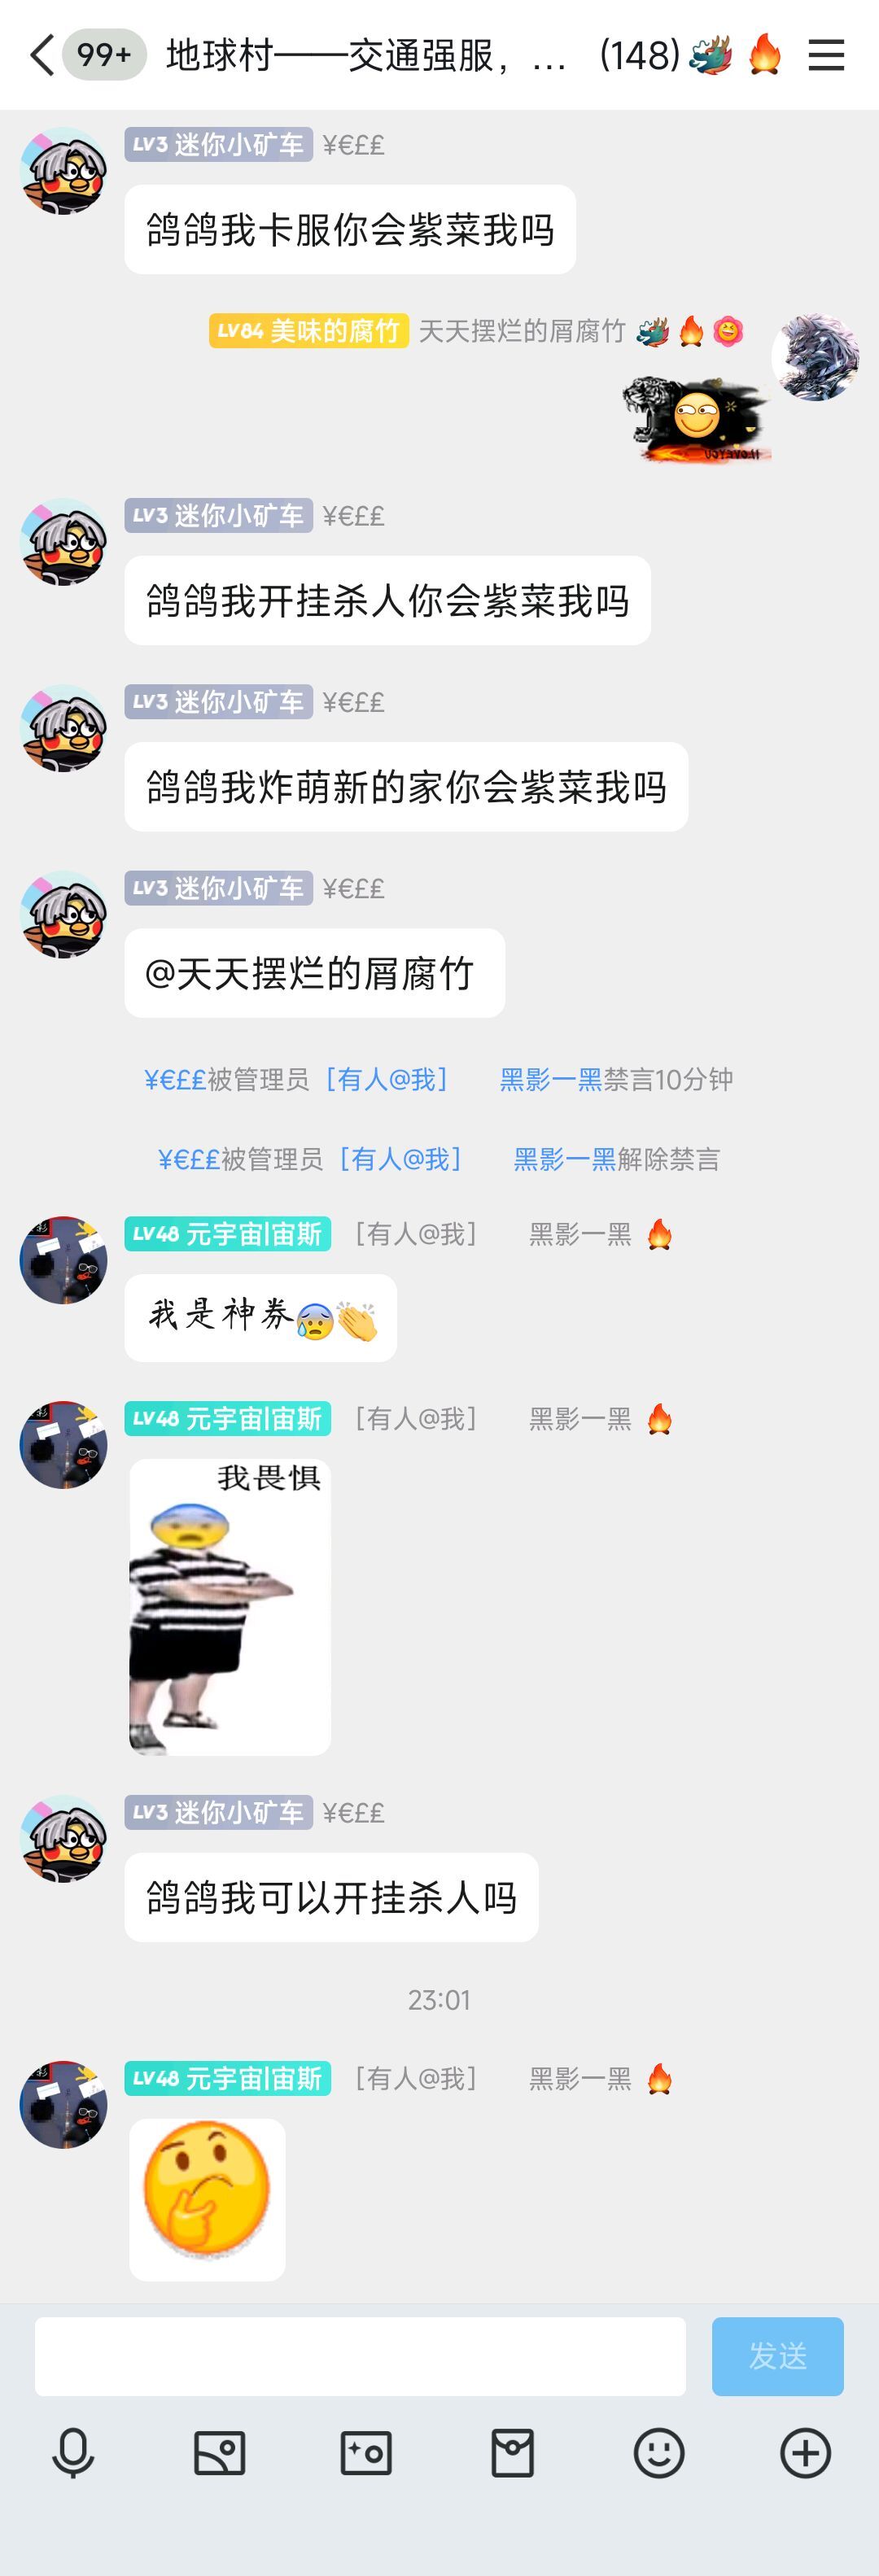 99+ 地球村——交通强服，... (148)
LV3 迷你小矿车 ¥€££
鸽鸽我卡服你会紫菜我吗
LV84 美味的腐竹 天天摆烂的屑腐竹
LV3 迷你小矿车 ¥€££
鸽鸽我开挂杀人你会紫菜我吗
LV3 迷你小矿车 ¥€££
鸽鸽我炸萌新的家你会紫菜我吗
LV3 迷你小矿车 ¥€££
@天天摆烂的屑腐竹
¥€££被管理员［有人@我］ 黑影一黑禁言10分钟
¥€££被管理员［有人@我］ 黑影一黑解除禁言
LV48 元宇宙|宙斯 ［有人@我］ 黑影一黑
我是神券😰👏
LV48 元宇宙|宙斯 ［有人@我］ 黑影一黑
我畏惧
LV3 迷你小矿车 ¥€££
鸽鸽我可以开挂杀人吗
23:01
LV48 元宇宙|宙斯 ［有人@我］ 黑影一黑
发送